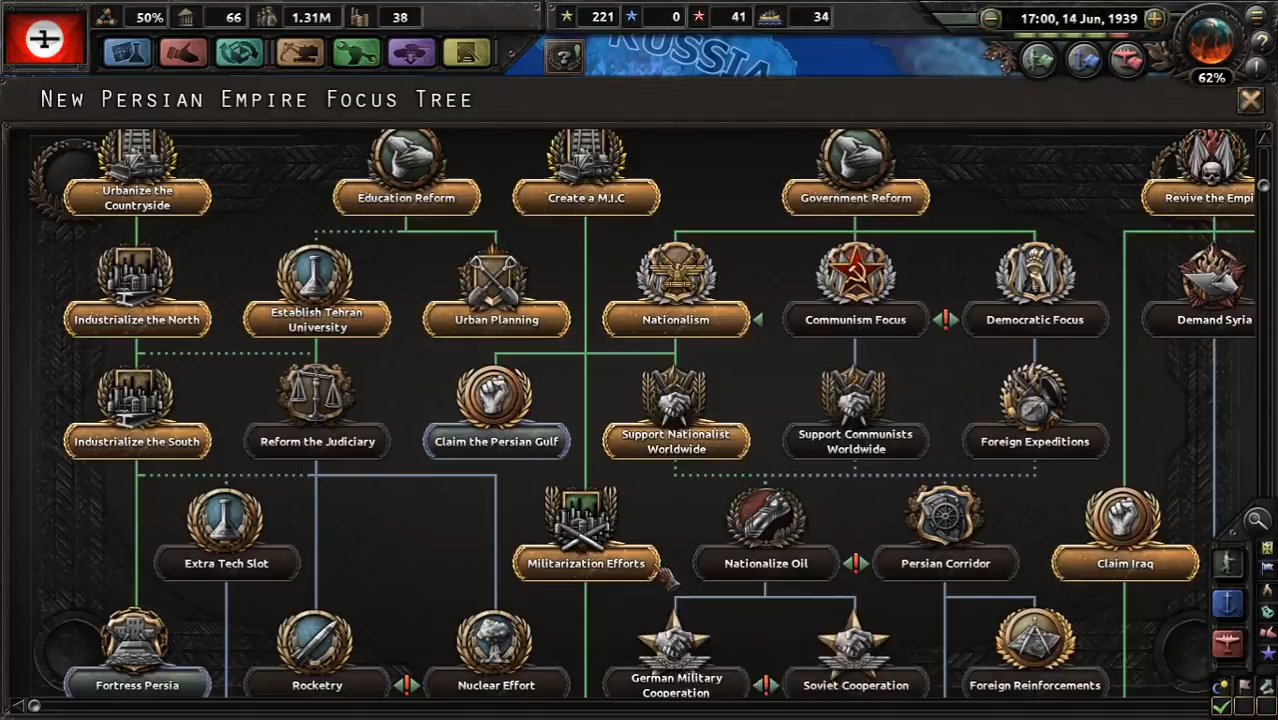 50%
66
1.31M
38
221
0
41
34
17:00, 14 Jun, 1939
62%
RUSSIA
New Persian Empire Focus Tree
Urbanize the
Countryside
Education Reform
Create a M.I.C
Government Reform
Revive the Empi
Industrialize the North
Establish Tehran
University
Urban Planning
Nationalism
Communism Focus
Democratic Focus
Demand Syria
Industrialize the South
Reform the Judiciary
Claim the Persian Gulf
Support Nationalist
Worldwide
Support Communists
Worldwide
Foreign Expeditions
Extra Tech Slot
Militarization Efforts
Nationalize Oil
Persian Corridor
Claim Iraq
Fortress Persia
Rocketry
Nuclear Effort
German Military
Cooperation
Soviet Cooperation
Foreign Reinforcements